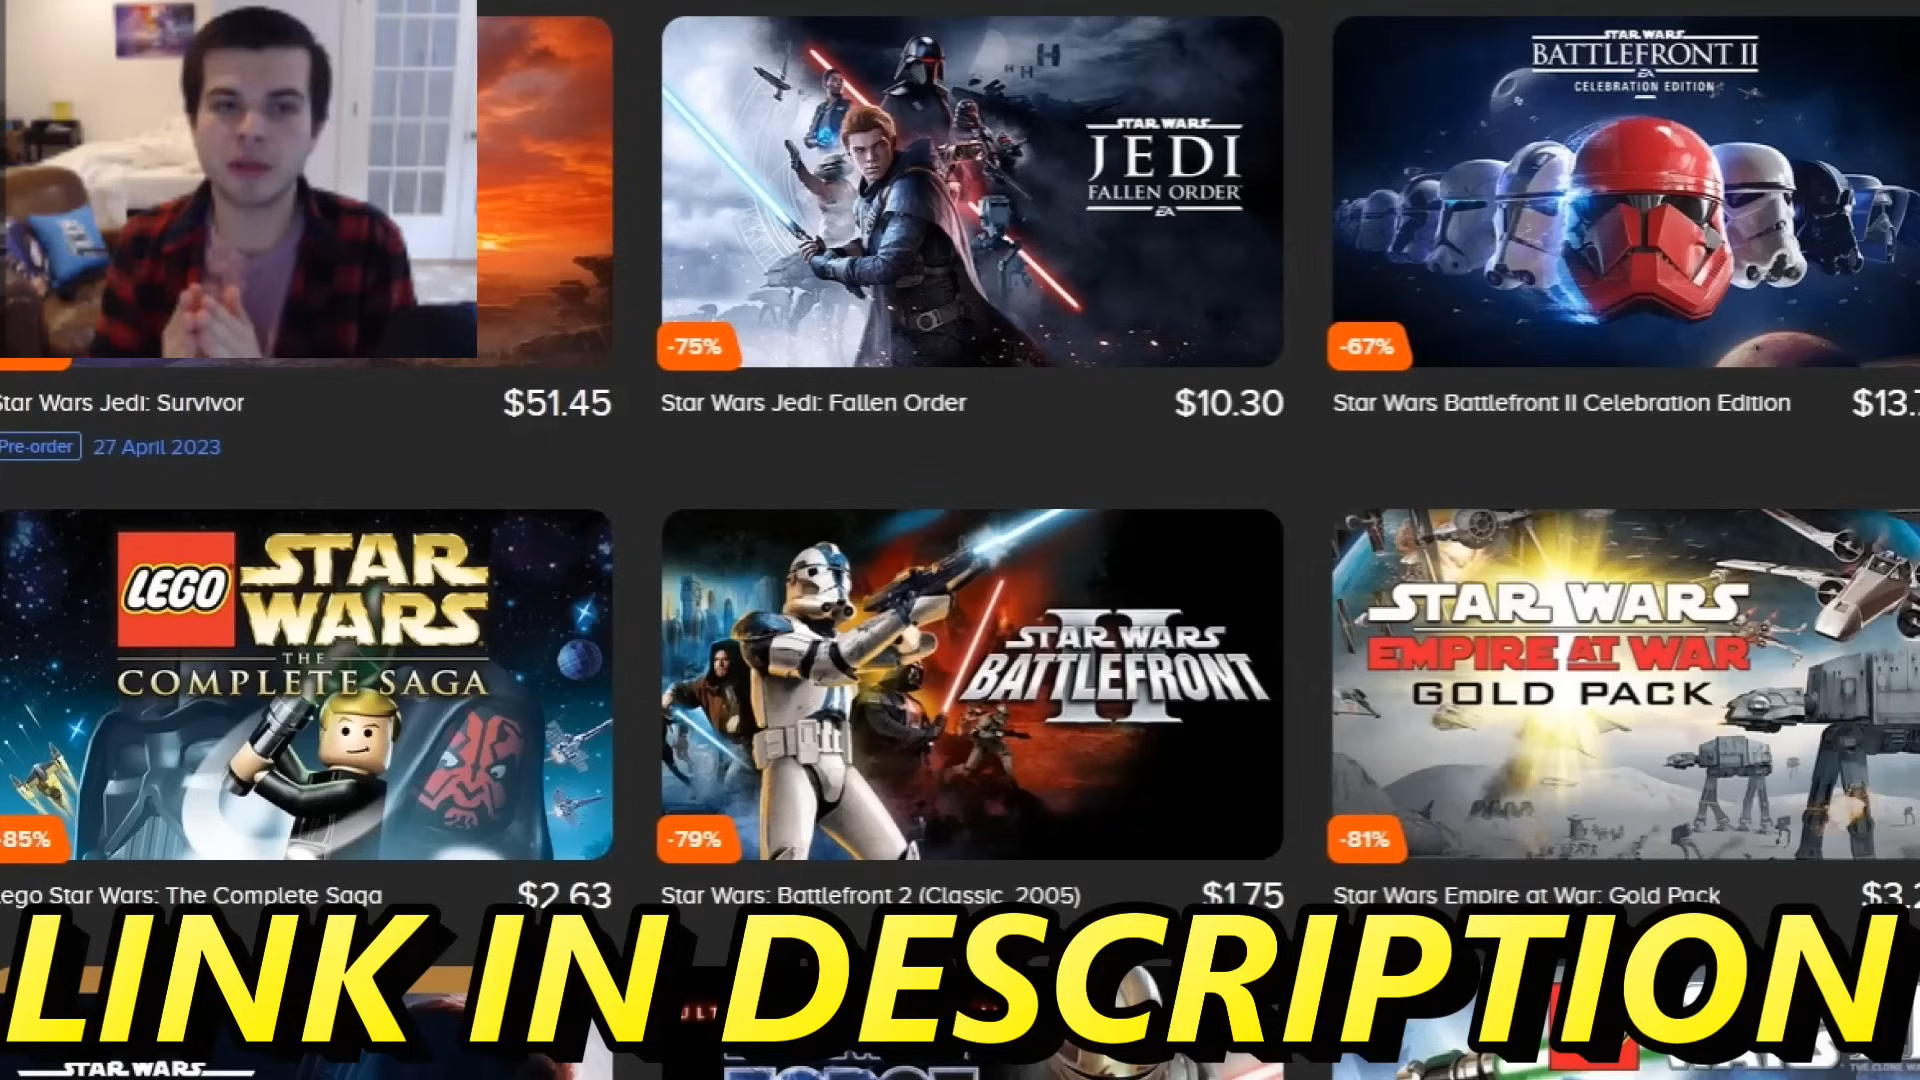 STAR WARS
JEDI
FALLEN ORDER
EA
STAR WARS
BATTLEFRONT II
EA
CELEBRATION EDITION
-75%
-67%
Star Wars Jedi: Survivor
$51.45
Star Wars Jedi: Fallen Order
$10.30
Star Wars Battlefront II Celebration Edition
$13.
Pre-order
27 April 2023
LEGO
STAR
WARS
THE
COMPLETE SAGA
STAR WARS
BATTLEFRONT
II
STAR WARS
EMPIRE AT WAR
GOLD PACK
-85%
-79%
-81%
ego Star Wars: The Complete Saga
$2.63
Star Wars: Battlefront 2 (Classic, 2005)
$1.75
Star Wars Empire at War: Gold Pack
$3.
LINK IN DESCRIPTION
STAR WARS